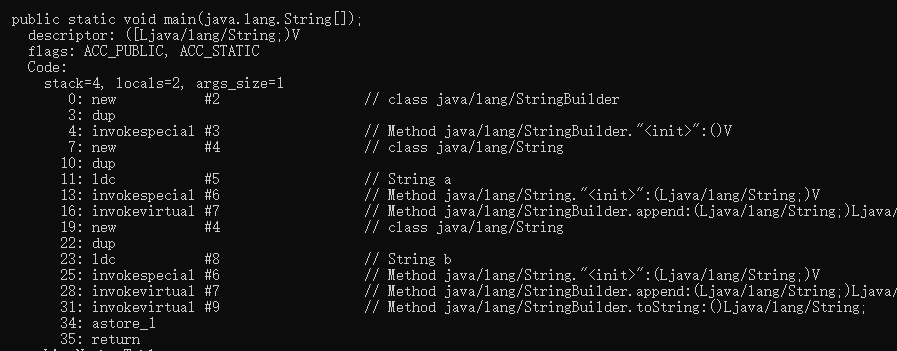 public static void main(java.lang.String[]);
descriptor: ([Ljava/lang/String;)V
flags: ACC_PUBLIC, ACC_STATIC
Code:
stack=4, locals=2, args_size=1
0: new #2 // class java/lang/StringBuilder
3: dup
4: invokespecial #3 // Method java/lang/StringBuilder."<init>":()V
7: new #4 // class java/lang/String
10: dup
11: ldc #5 // String a
13: invokespecial #6 // Method java/lang/String."<init>":(Ljava/lang/String;)V
16: invokevirtual #7 // Method java/lang/StringBuilder.append:(Ljava/lang/String;)Ljava/
19: new #4 // class java/lang/String
22: dup
23: ldc #8 // String b
25: invokespecial #6 // Method java/lang/String."<init>":(Ljava/lang/String;)V
28: invokevirtual #7 // Method java/lang/StringBuilder.append:(Ljava/lang/String;)Ljava/
31: invokevirtual #9 // Method java/lang/StringBuilder.toString:()Ljava/lang/String;
34: astore_1
35: return